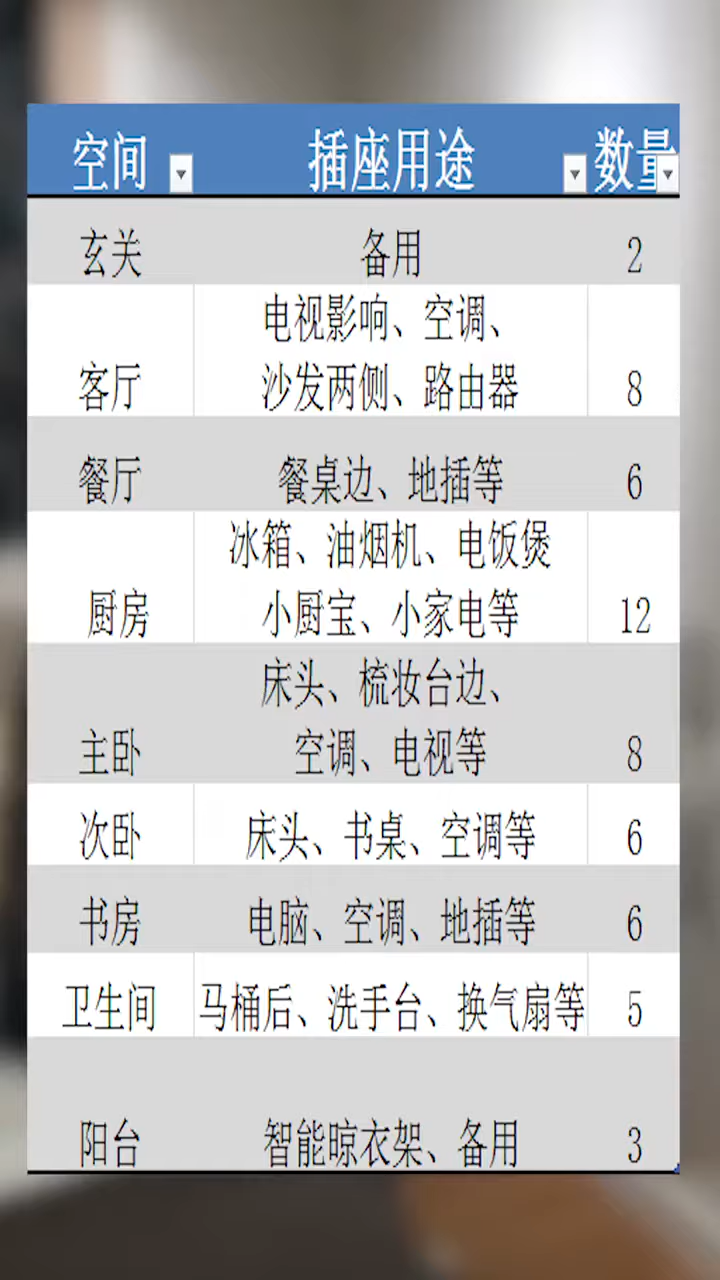 空间 插座用途 数量
玄关 备用 2
电视影响、空调、
客厅 沙发两侧、路由器 8
餐厅 餐桌边、地插等 6
冰箱、油烟机、电饭煲
厨房 小厨宝、小家电等 12
床头、梳妆台边、
主卧 空调、电视等 8
次卧 床头、书桌、空调等 6
书房 电脑、空调、地插等 6
卫生间 马桶后、洗手台、换气扇等 5
阳台 智能晾衣架、备用 3